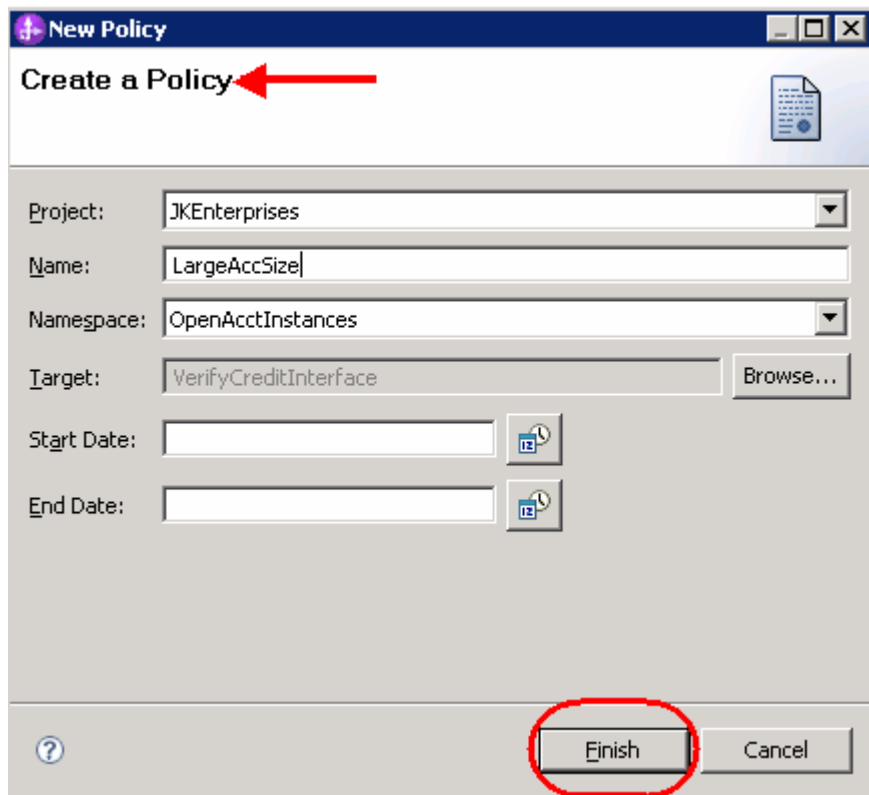 New Policy
Create a Policy
Project: JKEnterprises
Name: LargeAccSize
Namespace: OpenAcctInstances
Target: VerifyCreditInterface Browse...
Start Date:
End Date:
Finish Cancel